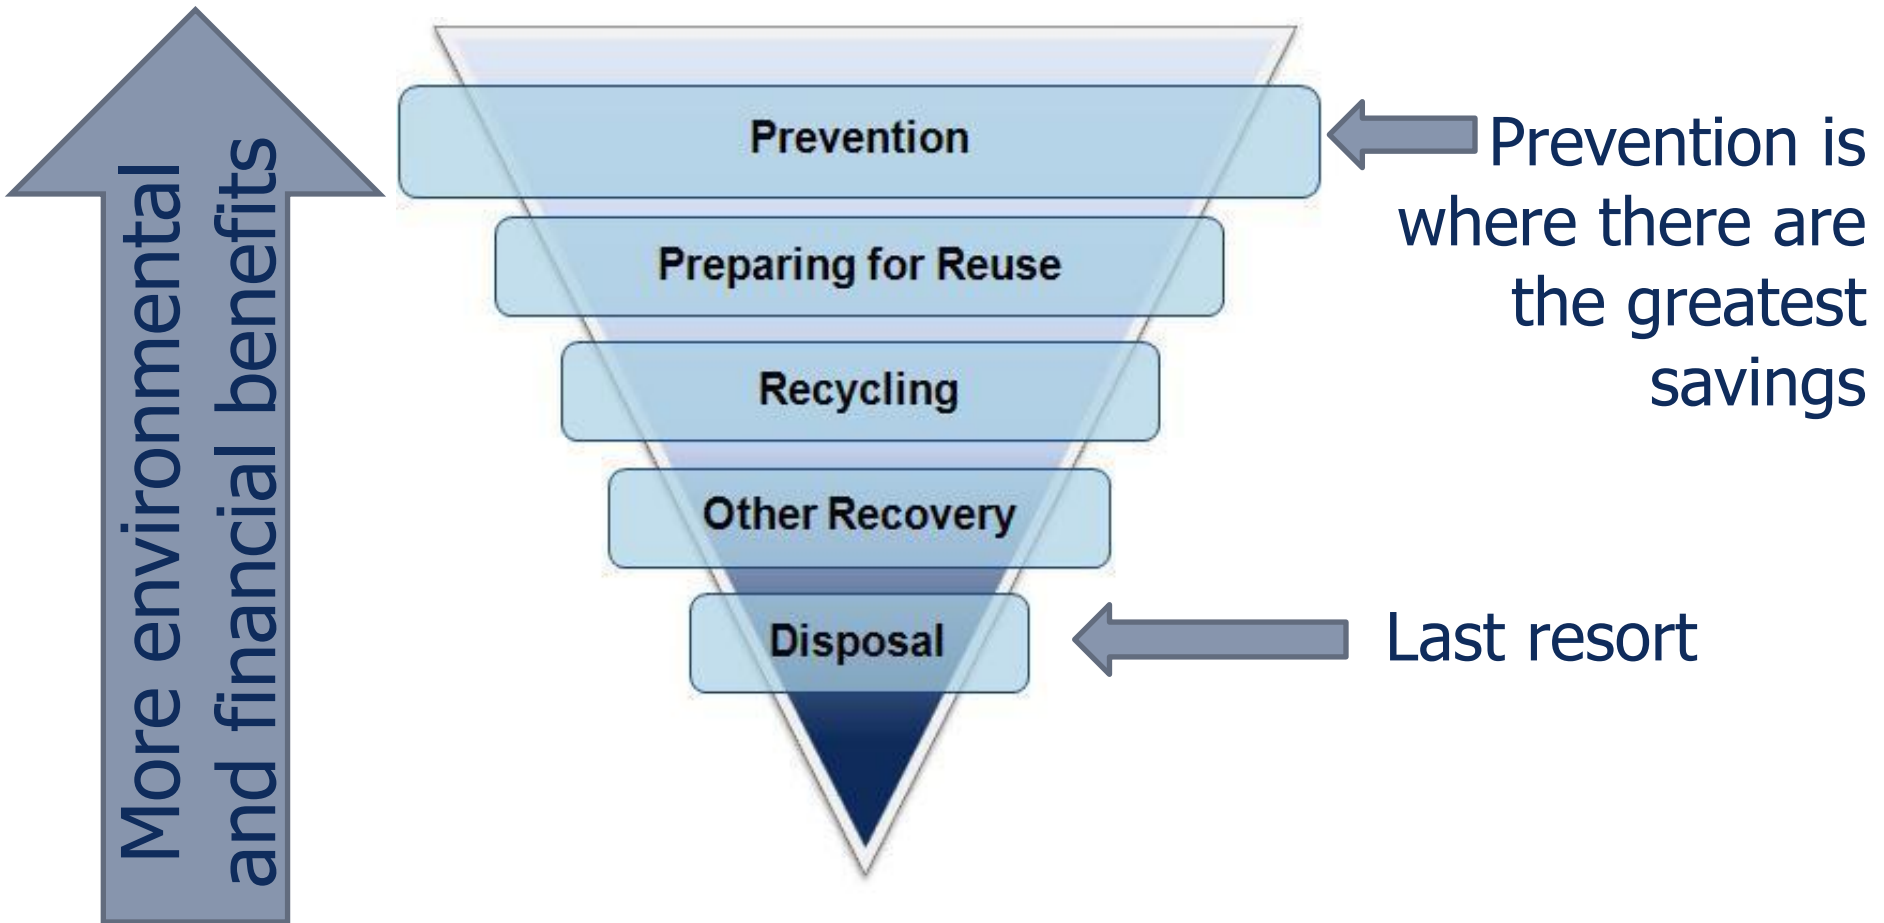 More environmental
and financial benefits
Prevention
Preparing for Reuse
Recycling
Other Recovery
Disposal
Prevention is
where there are
the greatest
savings
Last resort